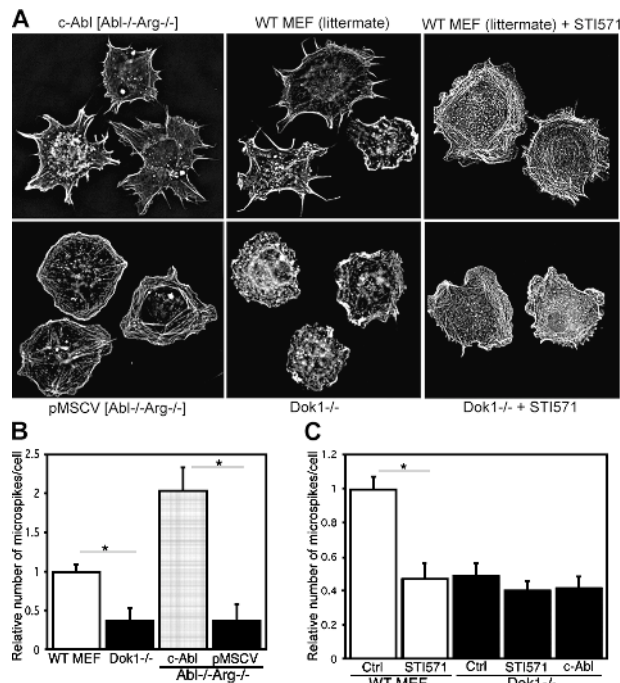 A
c-Abl [Abl-/-Arg-/-]
WT MEF (littermate)
WT MEF (littermate) + STI571
pMSCV [Abl-/-Arg-/-]
Dok1-/-
Dok1-/- + STI571
B
Relative number of microspikes/cell
2.5
2
1.5
1
0.5
0
*
*
WT MEF
Dok1-/-
c-Abl
pMSCV
Abl-/-Arg-/-
C
Relative number of microspikes/cell
1.2
1
0.8
0.6
0.4
0.2
0
*
Ctrl
STI571
Ctrl
STI571
c-Abl
WT MEF
Dok1-/-